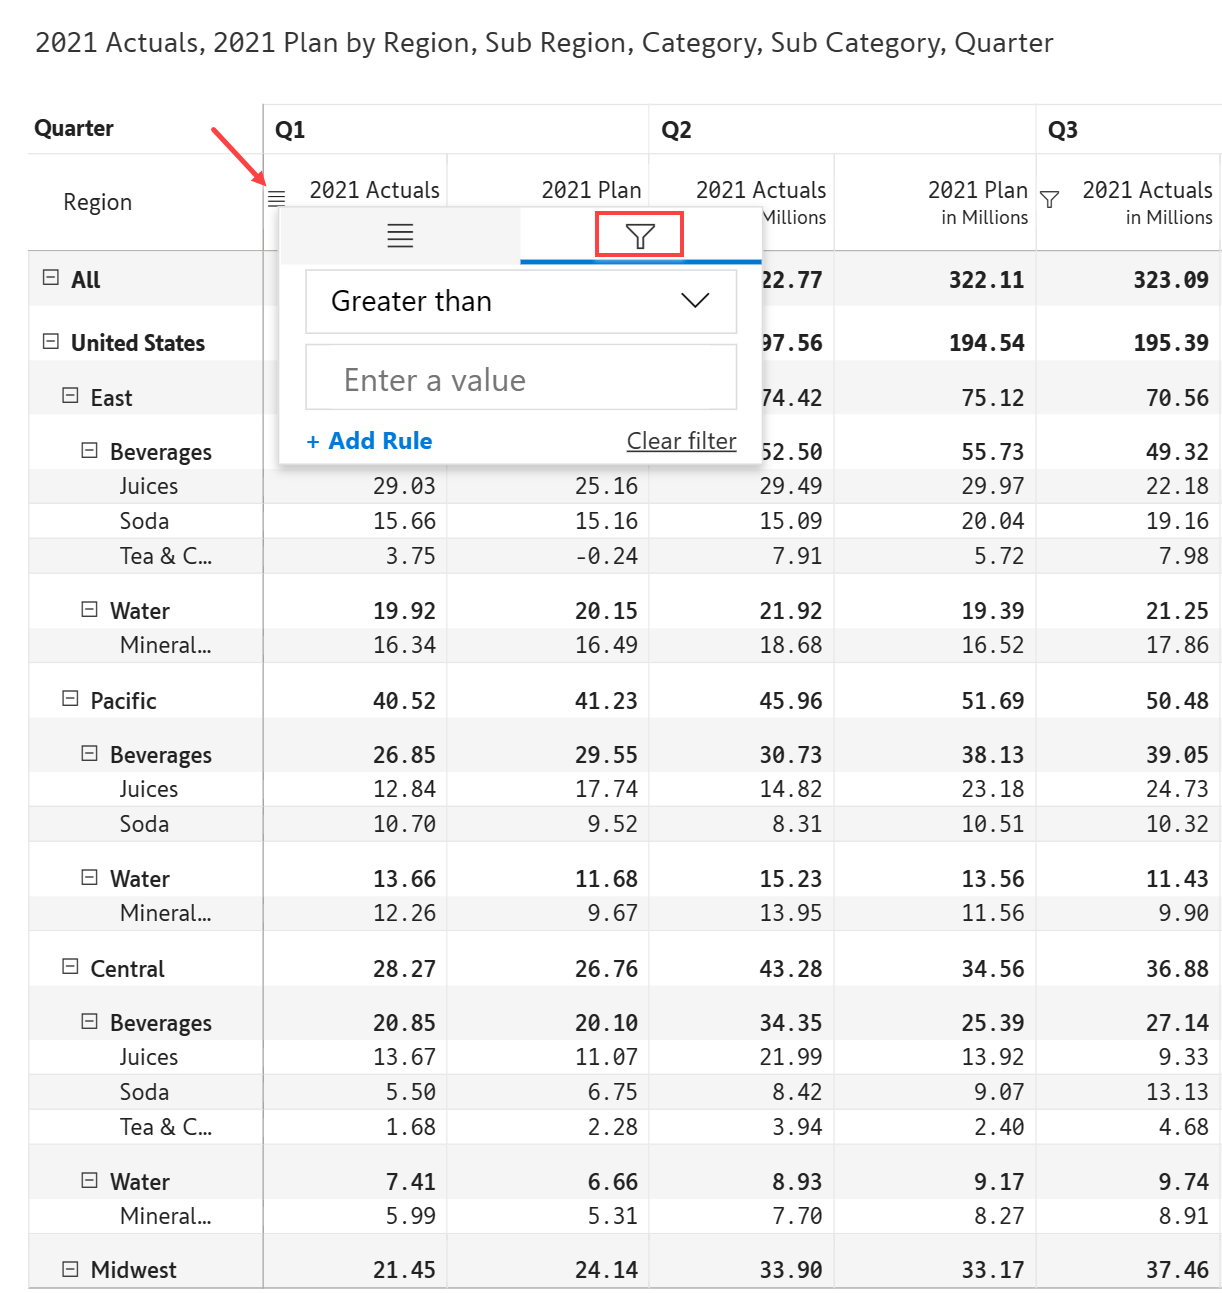 2021 Actuals, 2021 Plan by Region, Sub Region, Category, Sub Category, Quarter
Quarter Q1 Q2 Q3
Region 2021 Actuals 2021 Plan 2021 Actuals 2021 Plan 2021 Actuals
Millions in Millions in Millions
All 22.77 322.11 323.09
Greater than
United States 97.56 194.54 195.39
Enter a value
East 74.42 75.12 70.56
+ Add Rule Clear filter
Beverages 52.50 55.73 49.32
Juices 29.03 25.16 29.49 29.97 22.18
Soda 15.66 15.16 15.09 20.04 19.16
Tea & C... 3.75 -0.24 7.91 5.72 7.98
Water 19.92 20.15 21.92 19.39 21.25
Mineral... 16.34 16.49 18.68 16.52 17.86
Pacific 40.52 41.23 45.96 51.69 50.48
Beverages 26.85 29.55 30.73 38.13 39.05
Juices 12.84 17.74 14.82 23.18 24.73
Soda 10.70 9.52 8.31 10.51 10.32
Water 13.66 11.68 15.23 13.56 11.43
Mineral... 12.26 9.67 13.95 11.56 9.90
Central 28.27 26.76 43.28 34.56 36.88
Beverages 20.85 20.10 34.35 25.39 27.14
Juices 13.67 11.07 21.99 13.92 9.33
Soda 5.50 6.75 8.42 9.07 13.13
Tea & C... 1.68 2.28 3.94 2.40 4.68
Water 7.41 6.66 8.93 9.17 9.74
Mineral... 5.99 5.31 7.70 8.27 8.91
Midwest 21.45 24.14 33.90 33.17 37.46